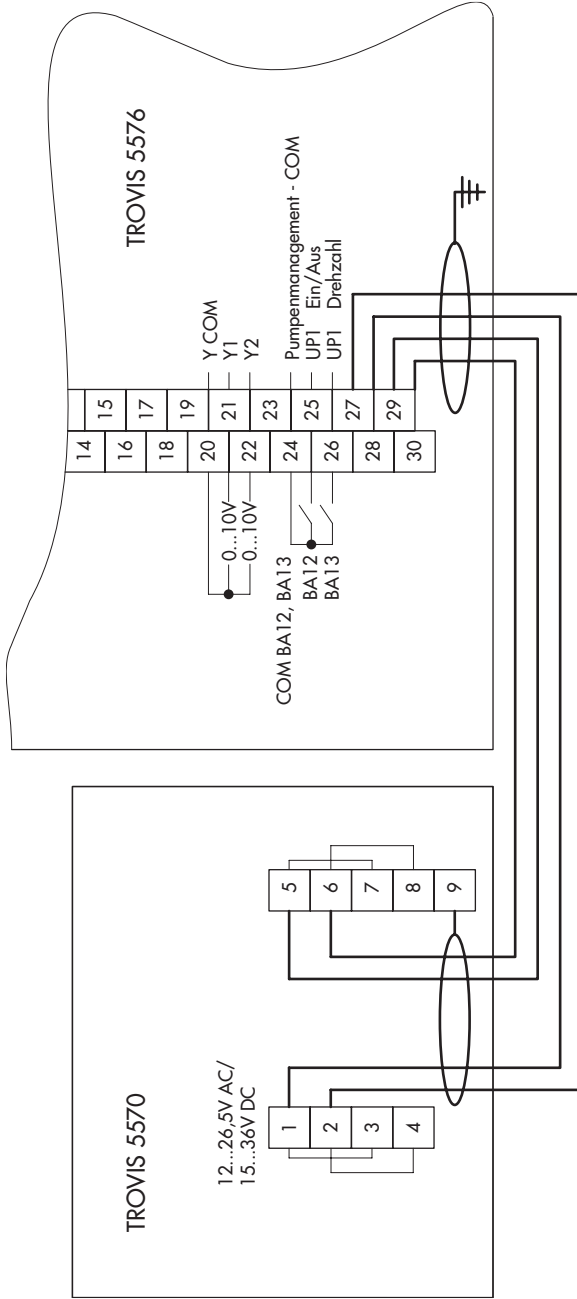 TROVIS 5570
12...26,5V AC/
15...36V DC
1
2
3
4
5
6
7
8
9
TROVIS 5576
14
16
18
20
22
24
26
28
30
15
17
19
21
23
25
27
29
0...10V
0...10V
COM BA12, BA13
BA12
BA13
Y COM
Y1
Y2
Pumpenmanagement - COM
UP1 Ein/Aus
UP1 Drehzahl